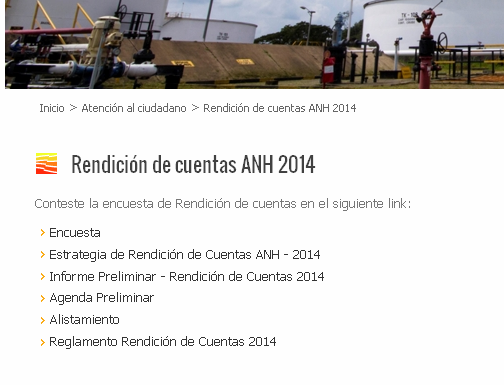 Inicio > Atención al ciudadano > Rendición de cuentas ANH 2014
Rendición de cuentas ANH 2014
Conteste la encuesta de Rendición de cuentas en el siguiente link:
Encuesta
Estrategia de Rendición de Cuentas ANH - 2014
Informe Preliminar - Rendición de Cuentas 2014
Agenda Preliminar
Alistamiento
Reglamento Rendición de Cuentas 2014